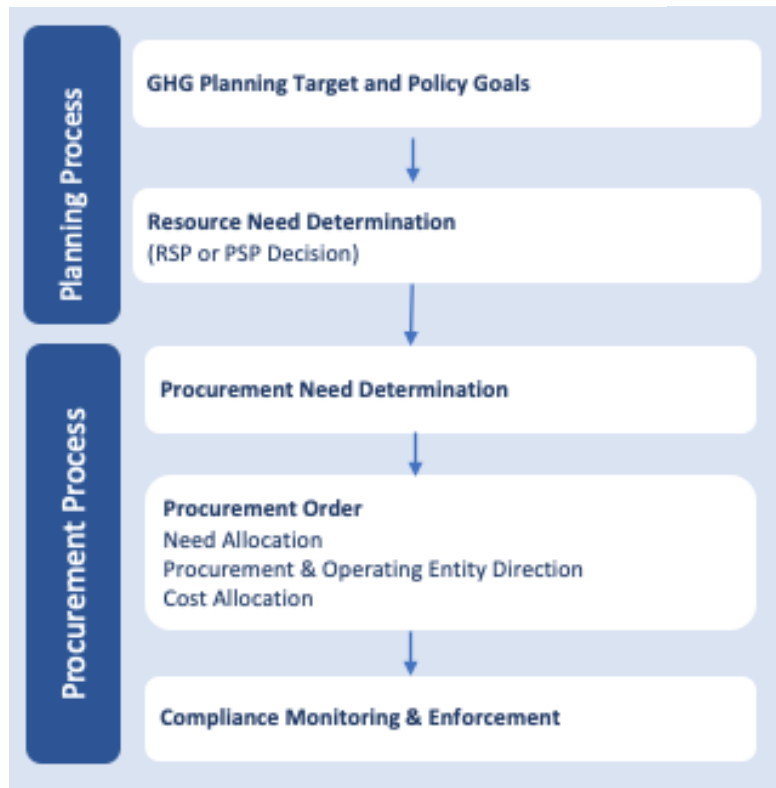 Planning Process
GHG Planning Target and Policy Goals
Resource Need Determination
(RSP or PSP Decision)
Procurement Process
Procurement Need Determination
Procurement Order
Need Allocation
Procurement & Operating Entity Direction
Cost Allocation
Compliance Monitoring & Enforcement